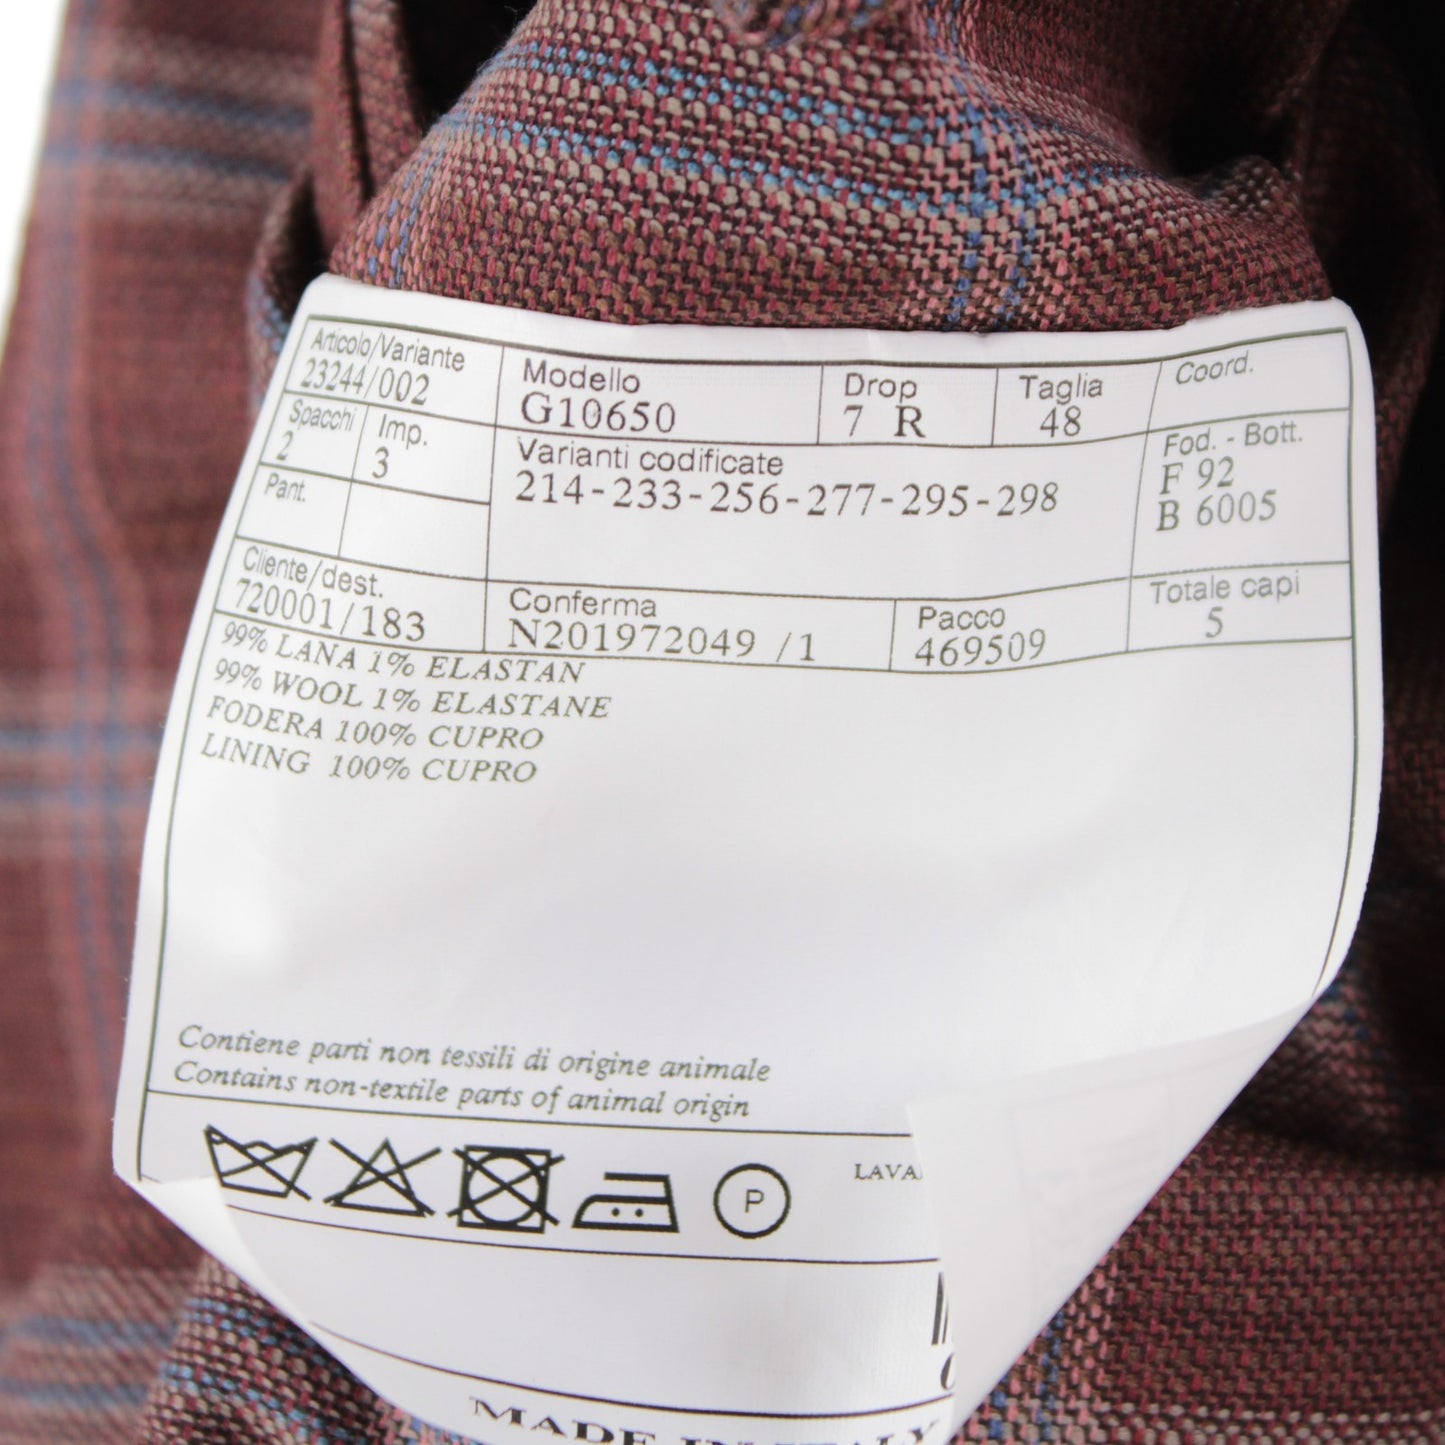 Articolo/Variante Modello Drop Taglia Coord.
23244/002 G10650 7 R 48
Spacchi Imp. Varianti codificate Fod. - Bott.
2 3 214-233-256-277-295-298 F 92
Pant. B 6005
Cliente/dest. Conferma Pacco Totale capi
720001/183 N201972049 /1 469509 5
99% LANA 1% ELASTAN
99% WOOL 1% ELASTANE
FODERA 100% CUPRO
LINING 100% CUPRO
Contiene parti non tessili di origine animale
Contains non-textile parts of animal origin
P
MADE IN ITALY